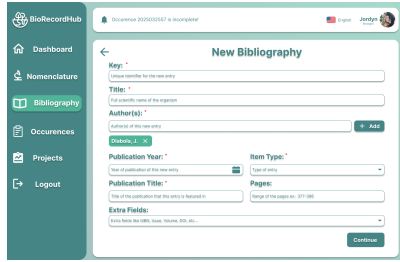 BioRecordHub
Occurence 2025032557 is incomplete!
English
Jordyn
Dashboard
Nomenclature
Bibliography
Occurences
Projects
Logout
New Bibliography
Key: *
Unique identifier for the new entry
Title: *
Full scientific name of the organism
Author(s): *
Author(s) of this new entry
+ Add
Diabola, J. ×
Publication Year: *
Item Type: *
Year of publication of this new entry
Type of entry
Publication Title: *
Pages:
Title of the publication that this entry is featured in
Range of the pages ex.: 371-386
Extra Fields:
Extra fields like ISBN, Issue, Volume, DOI, etc...
Continue